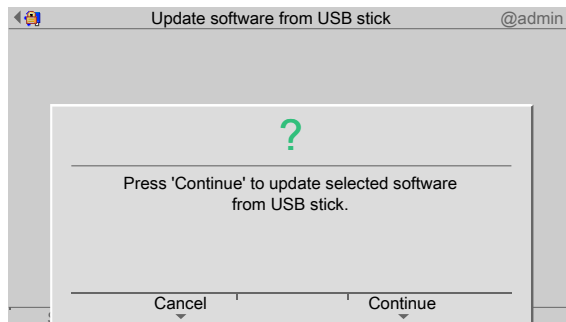 Update software from USB stick @admin
?
Press 'Continue' to update selected software
from USB stick.
Cancel Continue